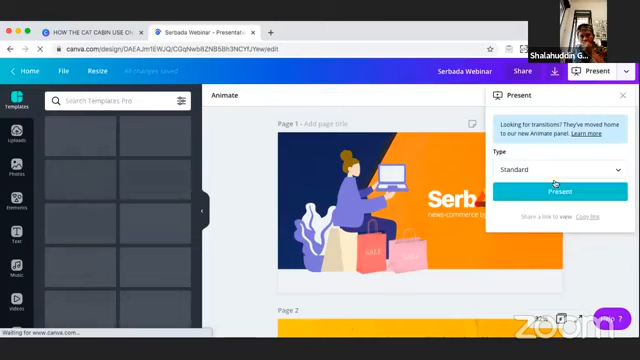 HOW THE CAT CABIN USE C
Serbada Webinar - Presentati
canva.com/design/DAEAJm1EWJQ/CGqNwbBZNB5Bh3NCYfJYew/edit
Shalahuddin G...
Home
File
Resize
All changes saved
Serbada Webinar
Share
Present
Templates
Uploads
Photos
Elements
Text
Music
Videos
Search Templates Pro
Animate
Page 1 - Add page title
Present
Looking for transitions? They've moved home
to our new Animate panel. Learn more
Type
Standard
Present
Share a link to view Copy link
Serb
news-commerce by
SALE
SALE
Page 2
Help ?
Waiting for www.canva.com...
zoom